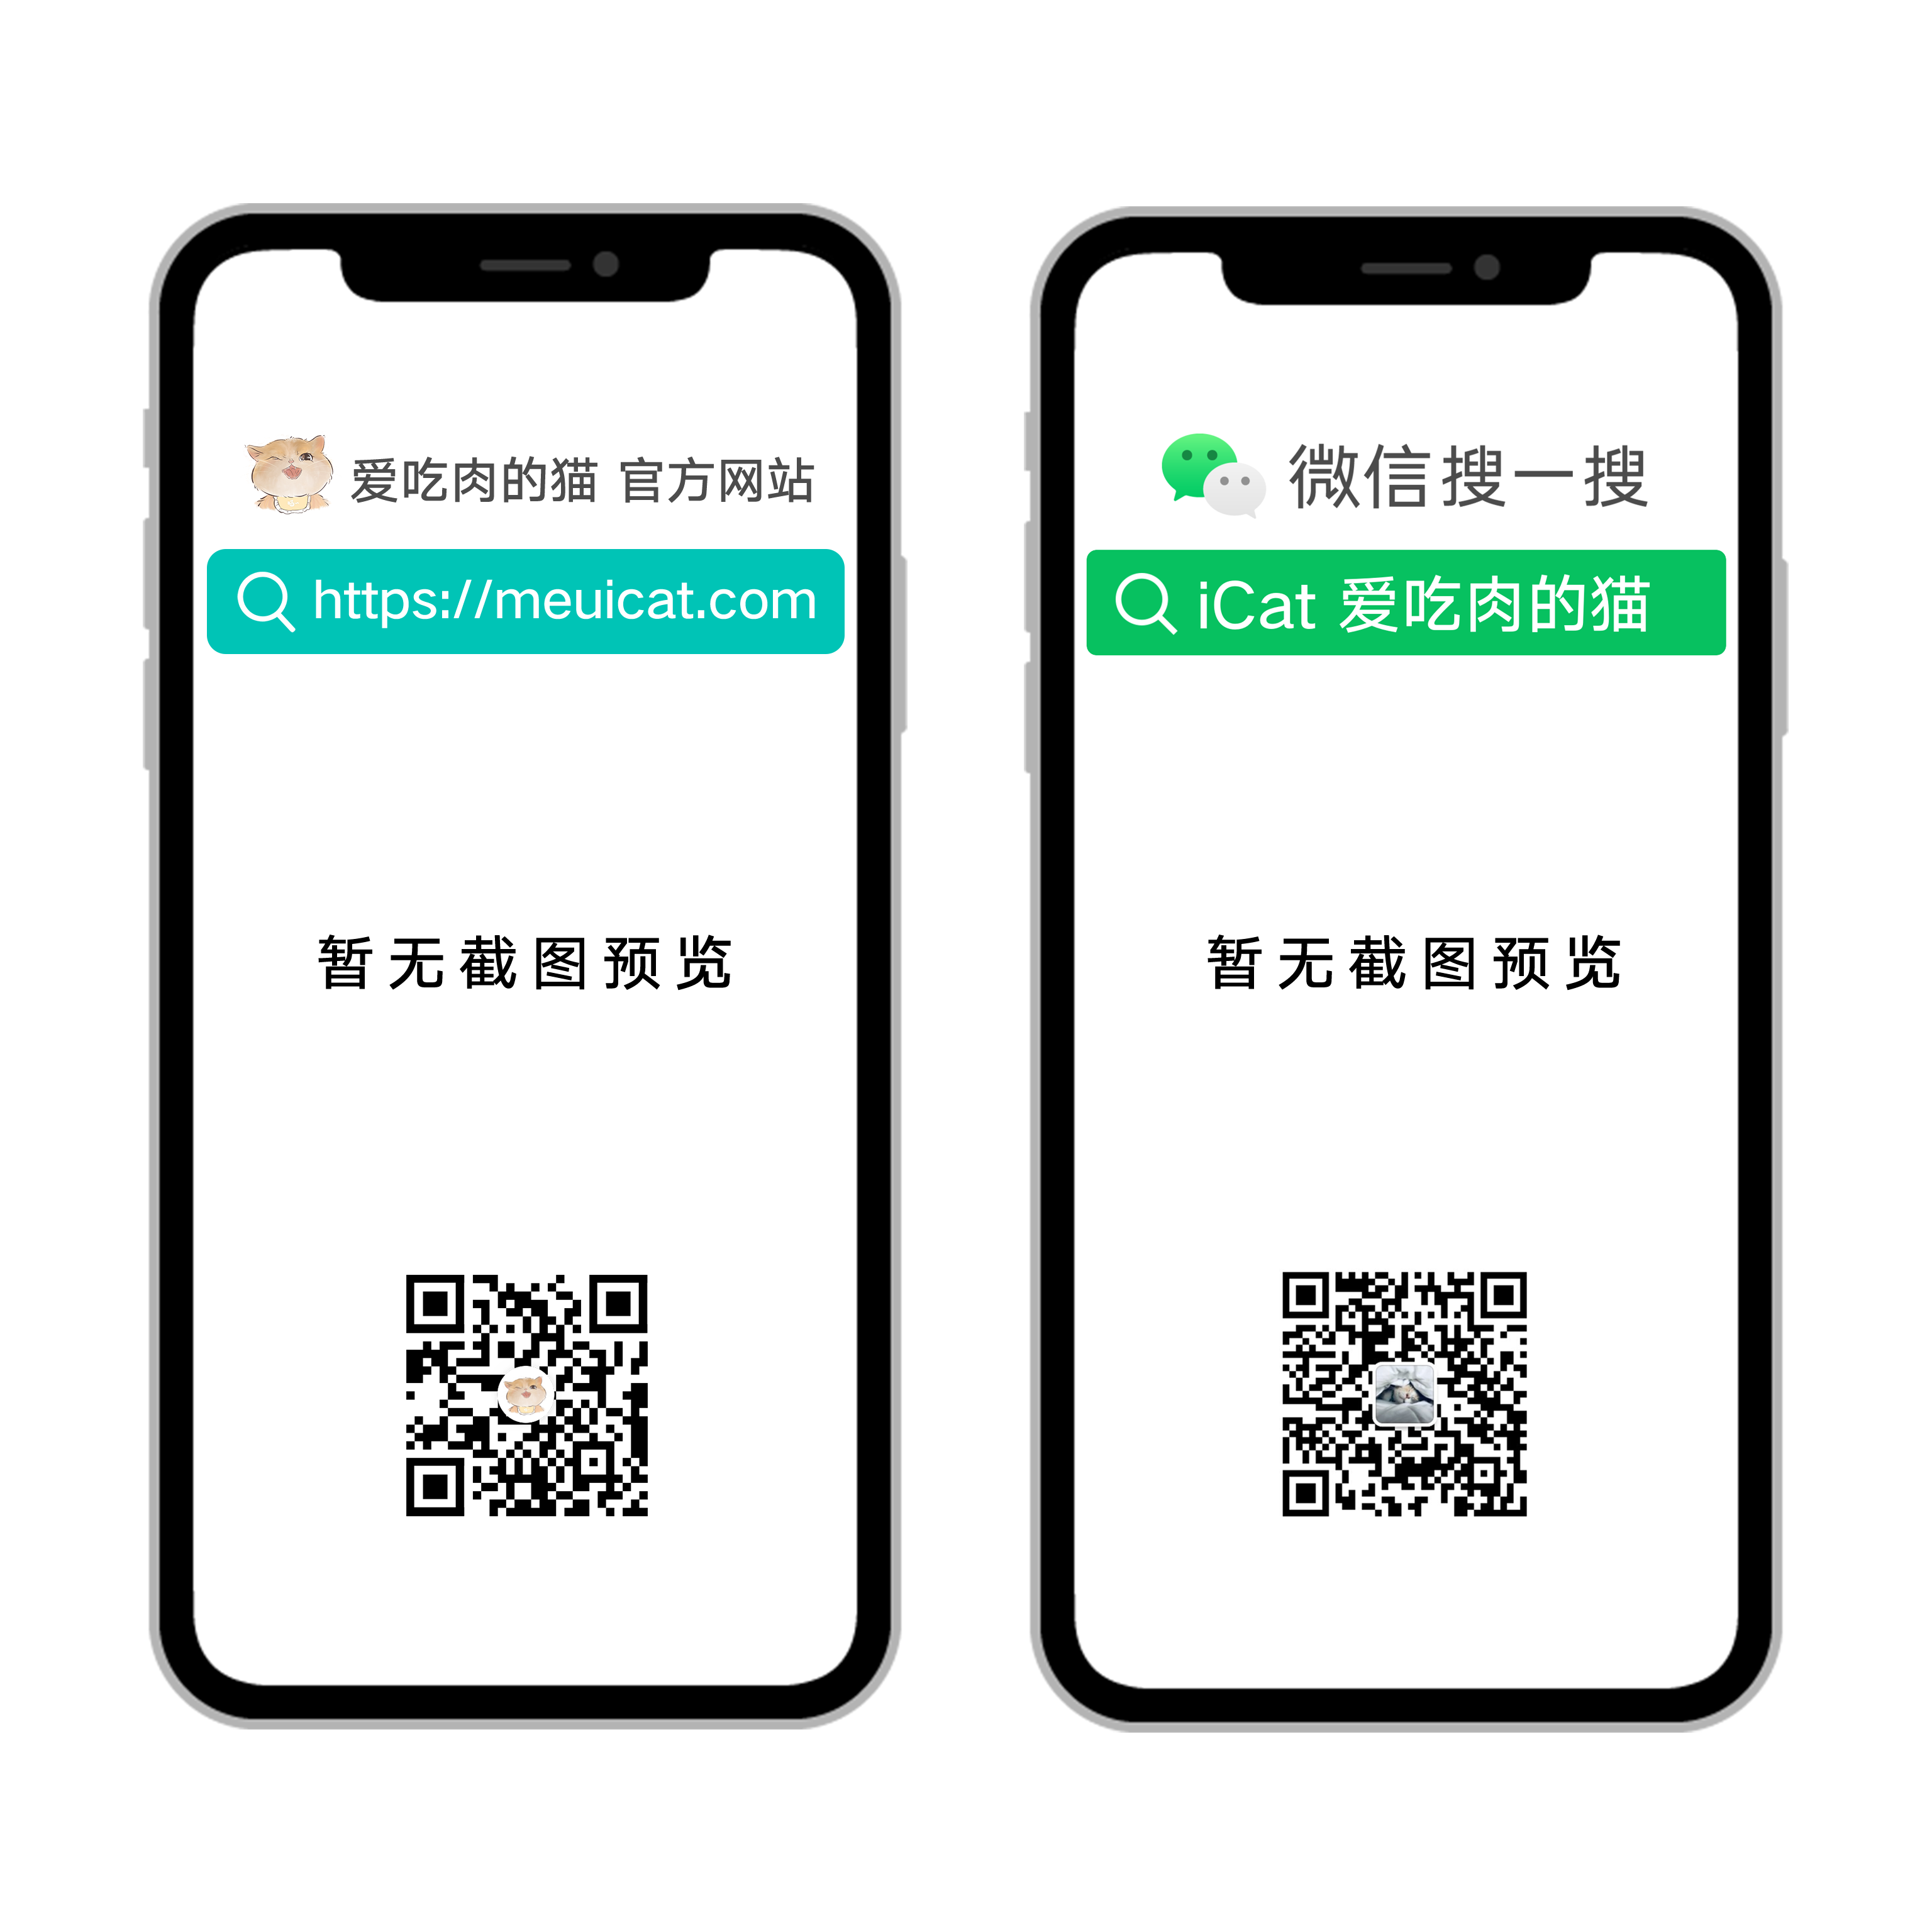 爱吃肉的猫 官方网站
https://meuicat.com
暂无截图预览
微信搜一搜
iCat 爱吃肉的猫
暂无截图预览